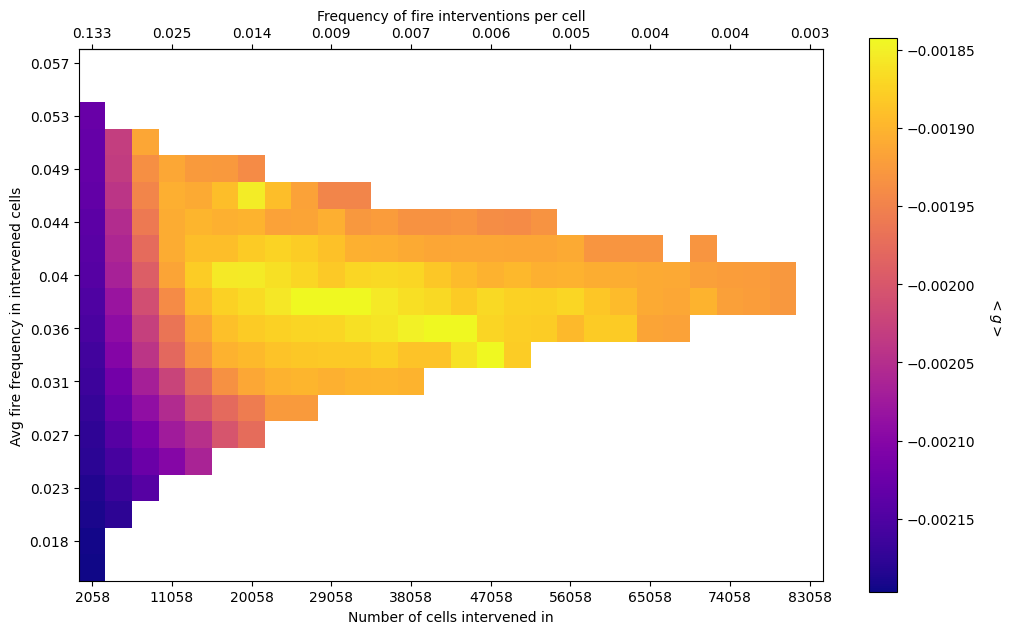 Frequency of fire interventions per cell
0.133 0.025 0.014 0.009 0.007 0.006 0.005 0.004 0.004 0.003
Avg fire frequency in intervened cells
0.057
0.053
0.049
0.044
0.04
0.036
0.031
0.027
0.023
0.018
2058 11058 20058 29058 38058 47058 56058 65058 74058 83058
Number of cells intervened in
−0.00185
−0.00190
−0.00195
−0.00200
−0.00205
−0.00210
−0.00215
< g >